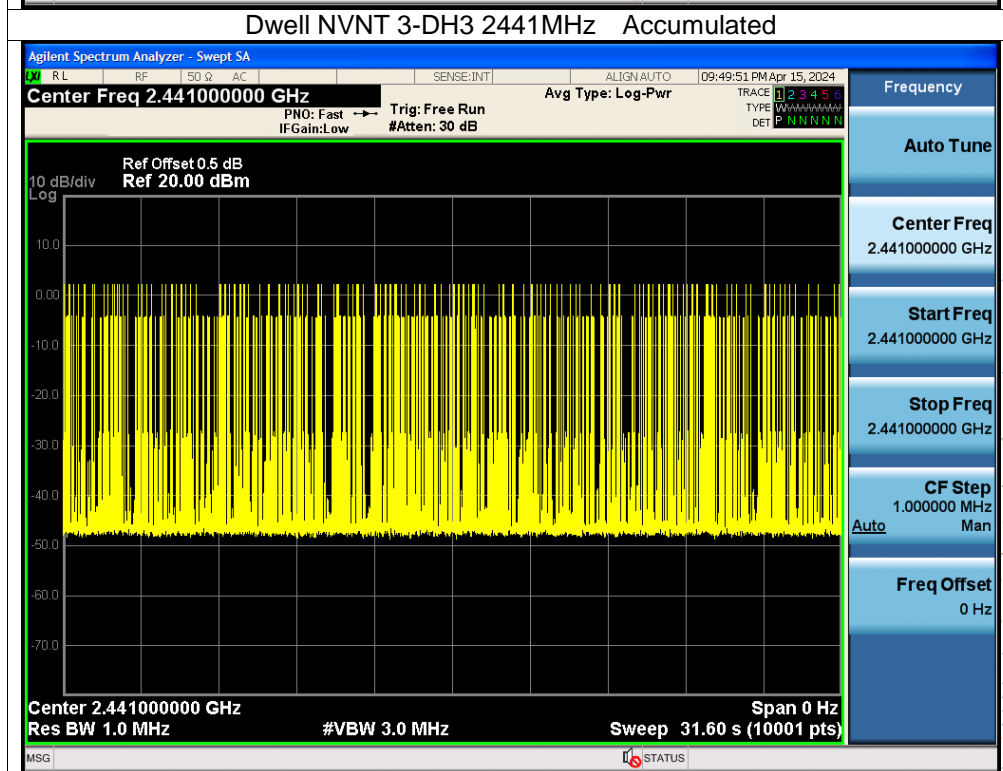 Dwell NVNT 3-DH3 2441MHz Accumulated
Agilent Spectrum Analyzer - Swept SA
LXI RL RF 50 Ω AC SENSE:INT ALIGN AUTO 09:49:51 PM Apr 15, 2024
Center Freq 2.441000000 GHz
PNO: Fast
IFGain:Low
Trig: Free Run
#Atten: 30 dB
Avg Type: Log-Pwr
TRACE 1 2 3 4 5 6
TYPE WWWWWW
DET P N N N N N
Ref Offset 0.5 dB
10 dB/div Ref 20.00 dBm
Log
10.0
0.00
-10.0
-20.0
-30.0
-40.0
-50.0
-60.0
-70.0
Center 2.441000000 GHz Span 0 Hz
Res BW 1.0 MHz #VBW 3.0 MHz Sweep 31.60 s (10001 pts)
MSG STATUS
Frequency
Auto Tune
Center Freq
2.441000000 GHz
Start Freq
2.441000000 GHz
Stop Freq
2.441000000 GHz
CF Step
1.000000 MHz
Auto Man
Freq Offset
0 Hz